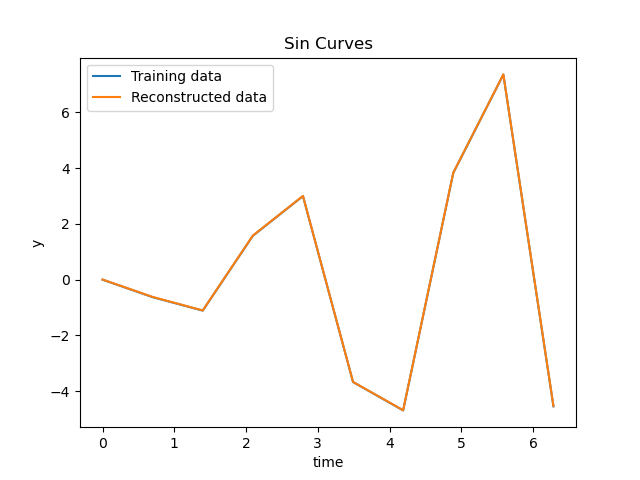 Sin Curves
Training data
Reconstructed data
6
4
2
0
−2
−4
y
0 1 2 3 4 5 6
time